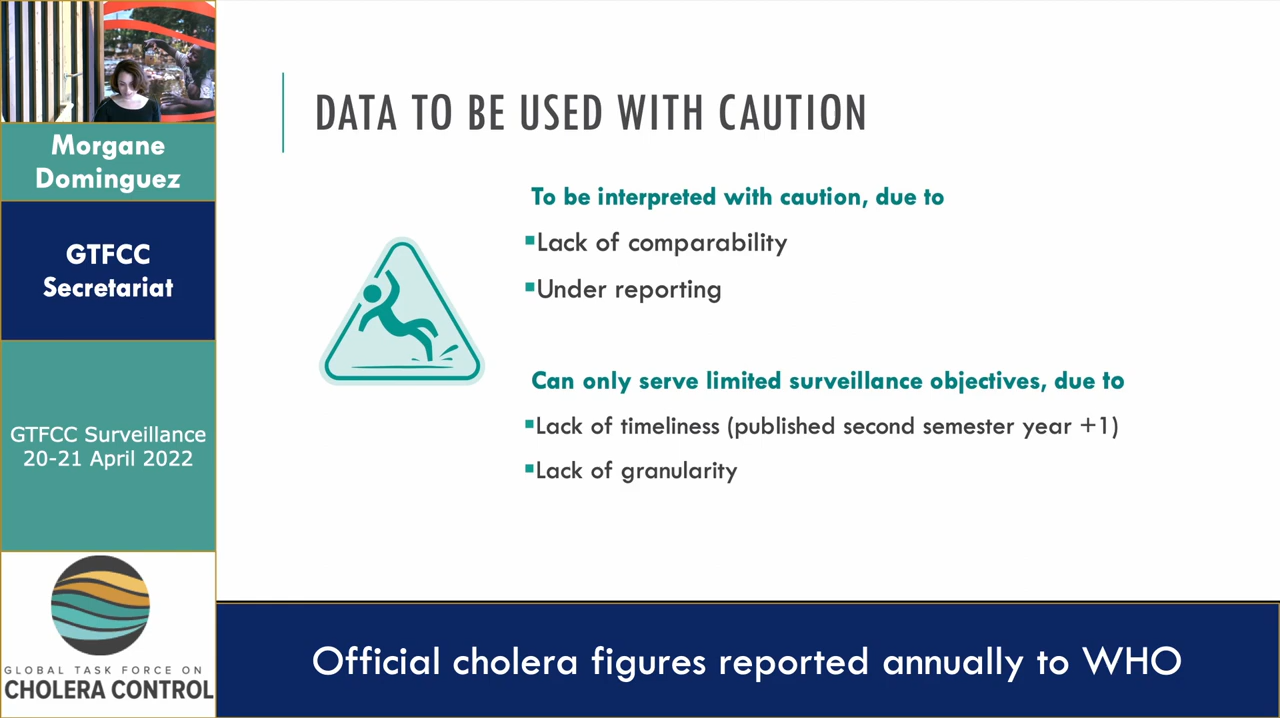 Morgane
Dominguez
GTFCC
Secretariat
GTFCC Surveillance
20-21 April 2022
GLOBAL TASK FORCE ON
CHOLERA CONTROL
DATA TO BE USED WITH CAUTION
To be interpreted with caution, due to
▪Lack of comparability
▪Under reporting
Can only serve limited surveillance objectives, due to
▪Lack of timeliness (published second semester year +1)
▪Lack of granularity
Official cholera figures reported annually to WHO